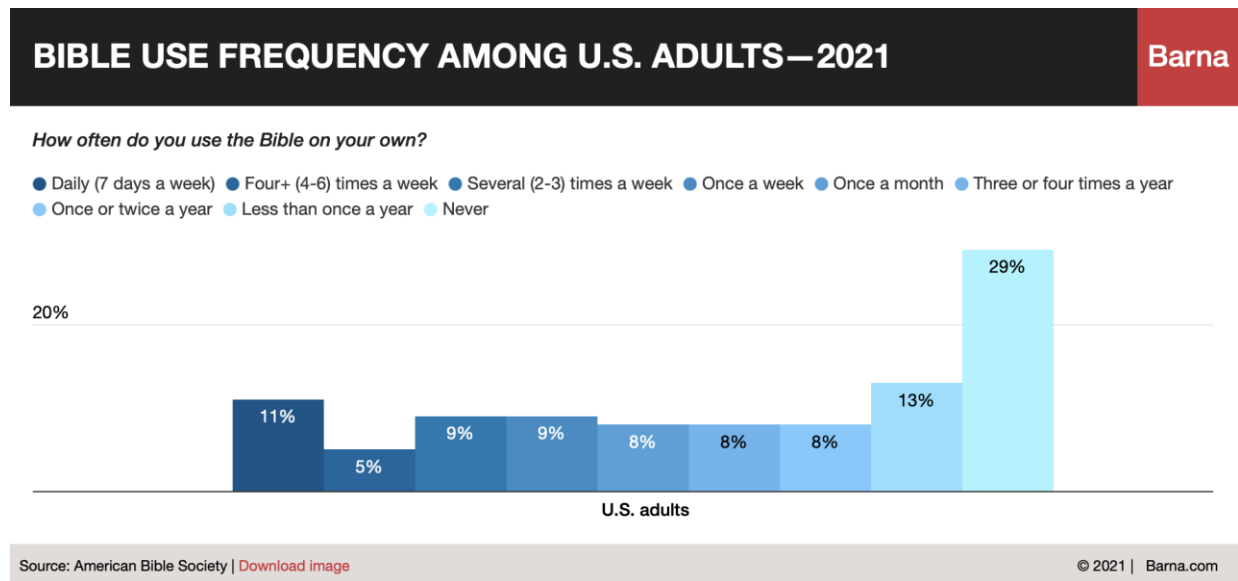 BIBLE USE FREQUENCY AMONG U.S. ADULTS—2021
Barna
How often do you use the Bible on your own?
Daily (7 days a week) Four+ (4-6) times a week Several (2-3) times a week Once a week Once a month Three or four times a year
Once or twice a year Less than once a year Never
20%
11%
5%
9%
9%
8%
8%
8%
13%
29%
U.S. adults
Source: American Bible Society | Download image
© 2021 | Barna.com